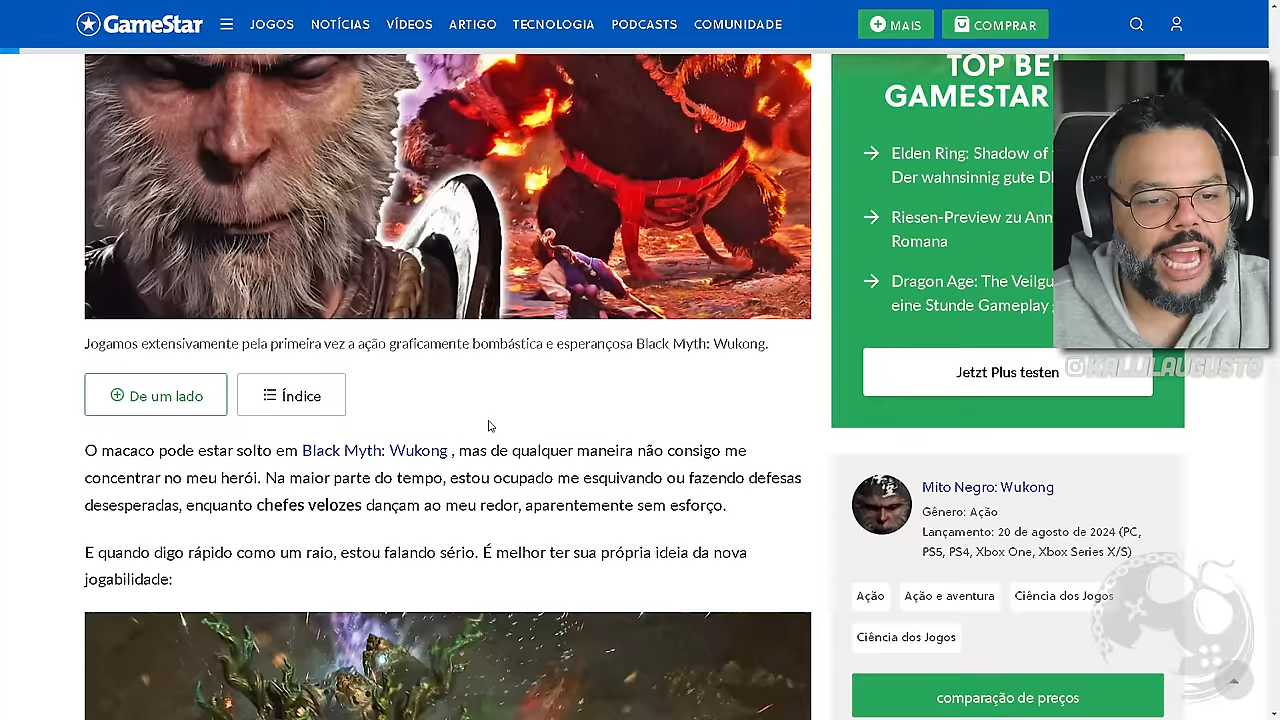 GameStar
JOGOS
NOTÍCIAS
VÍDEOS
ARTIGO
TECNOLOGIA
PODCASTS
COMUNIDADE
MAIS
COMPRAR
Jogamos extensivamente pela primeira vez a ação graficamente bombástica e esperançosa Black Myth: Wukong.
De um lado
Índice
O macaco pode estar solto em Black Myth: Wukong , mas de qualquer maneira não consigo me
concentrar no meu herói. Na maior parte do tempo, estou ocupado me esquivando ou fazendo defesas
desesperadas, enquanto chefes velozes dançam ao meu redor, aparentemente sem esforço.
E quando digo rápido como um raio, estou falando sério. É melhor ter sua própria ideia da nova
jogabilidade:
TOP BEI
GAMESTAR
Elden Ring: Shadow of
Der wahnsinnig gute
Riesen-Preview zu
Romana
Dragon Age: The
eine Stunde Gameplay
Jetzt Plus testen
KALLILAUGUSTO
Mito Negro: Wukong
Gênero: Ação
Lançamento: 20 de agosto de 2024 (PC,
PS5, PS4, Xbox One, Xbox Series X/S)
Ação
Ação e aventura
Ciência dos Jogos
Ciência dos Jogos
comparação de preços